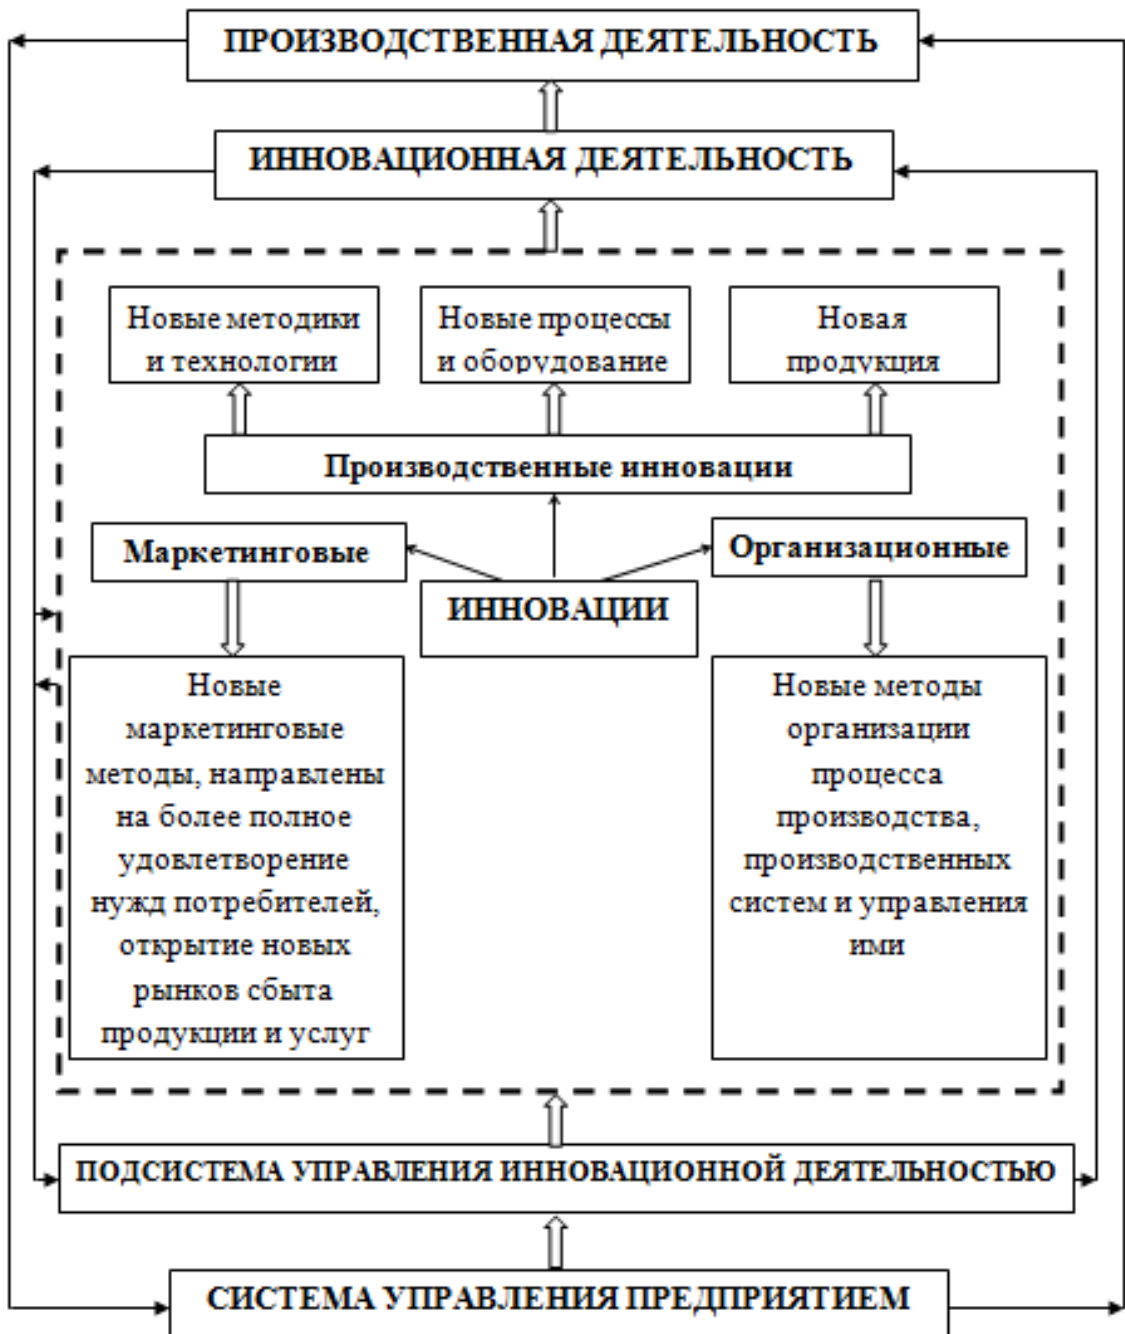 ПРОИЗВОДСТВЕННАЯ ДЕЯТЕЛЬНОСТЬ
ИННОВАЦИОННАЯ ДЕЯТЕЛЬНОСТЬ
Новые методики
и технологии
Новые процессы
и оборудование
Новая
продукция
Производственные инновации
Маркетинговые
Организационные
ИННОВАЦИИ
Новые
маркетинговые
методы, направлены
на более полное
удовлетворение
нужд потребителей,
открытие новых
рынков сбыта
продукции и услуг
Новые методы
организации
процесса
производства,
производственных
систем и управления
ими
ПОДСИСТЕМА УПРАВЛЕНИЯ ИННОВАЦИОННОЙ ДЕЯТЕЛЬНОСТЬЮ
СИСТЕМА УПРАВЛЕНИЯ ПРЕДПРИЯТИЕМ